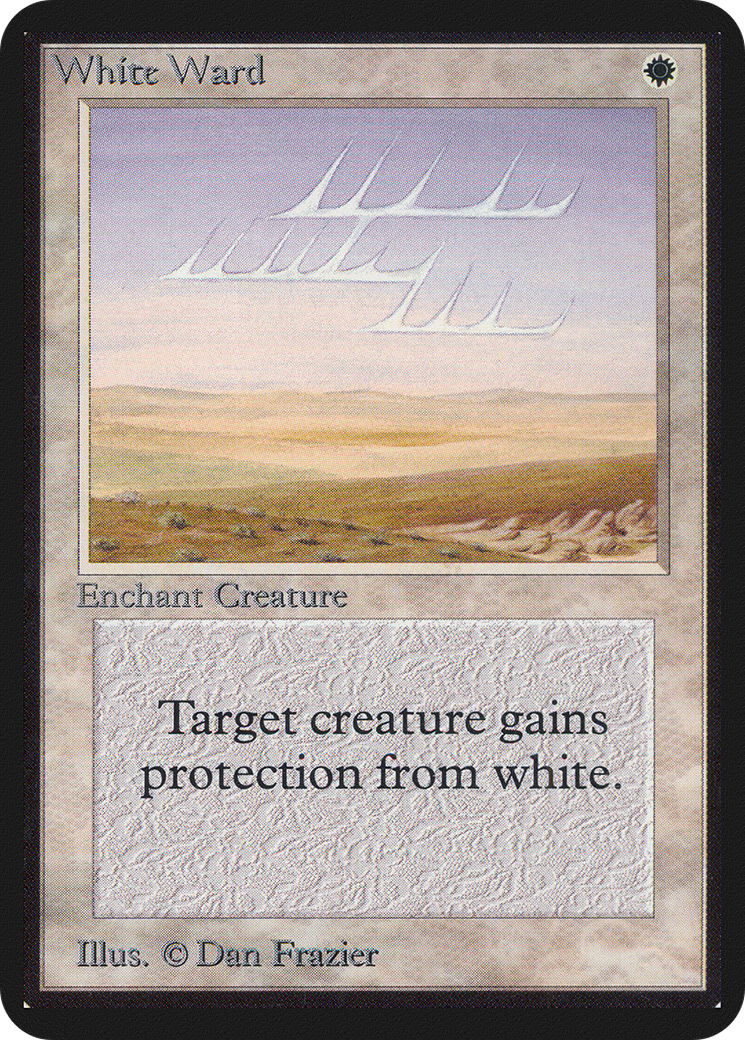 White Ward
Enchant Creature
Target creature gains
protection from white.
Illus. © Dan Frazier